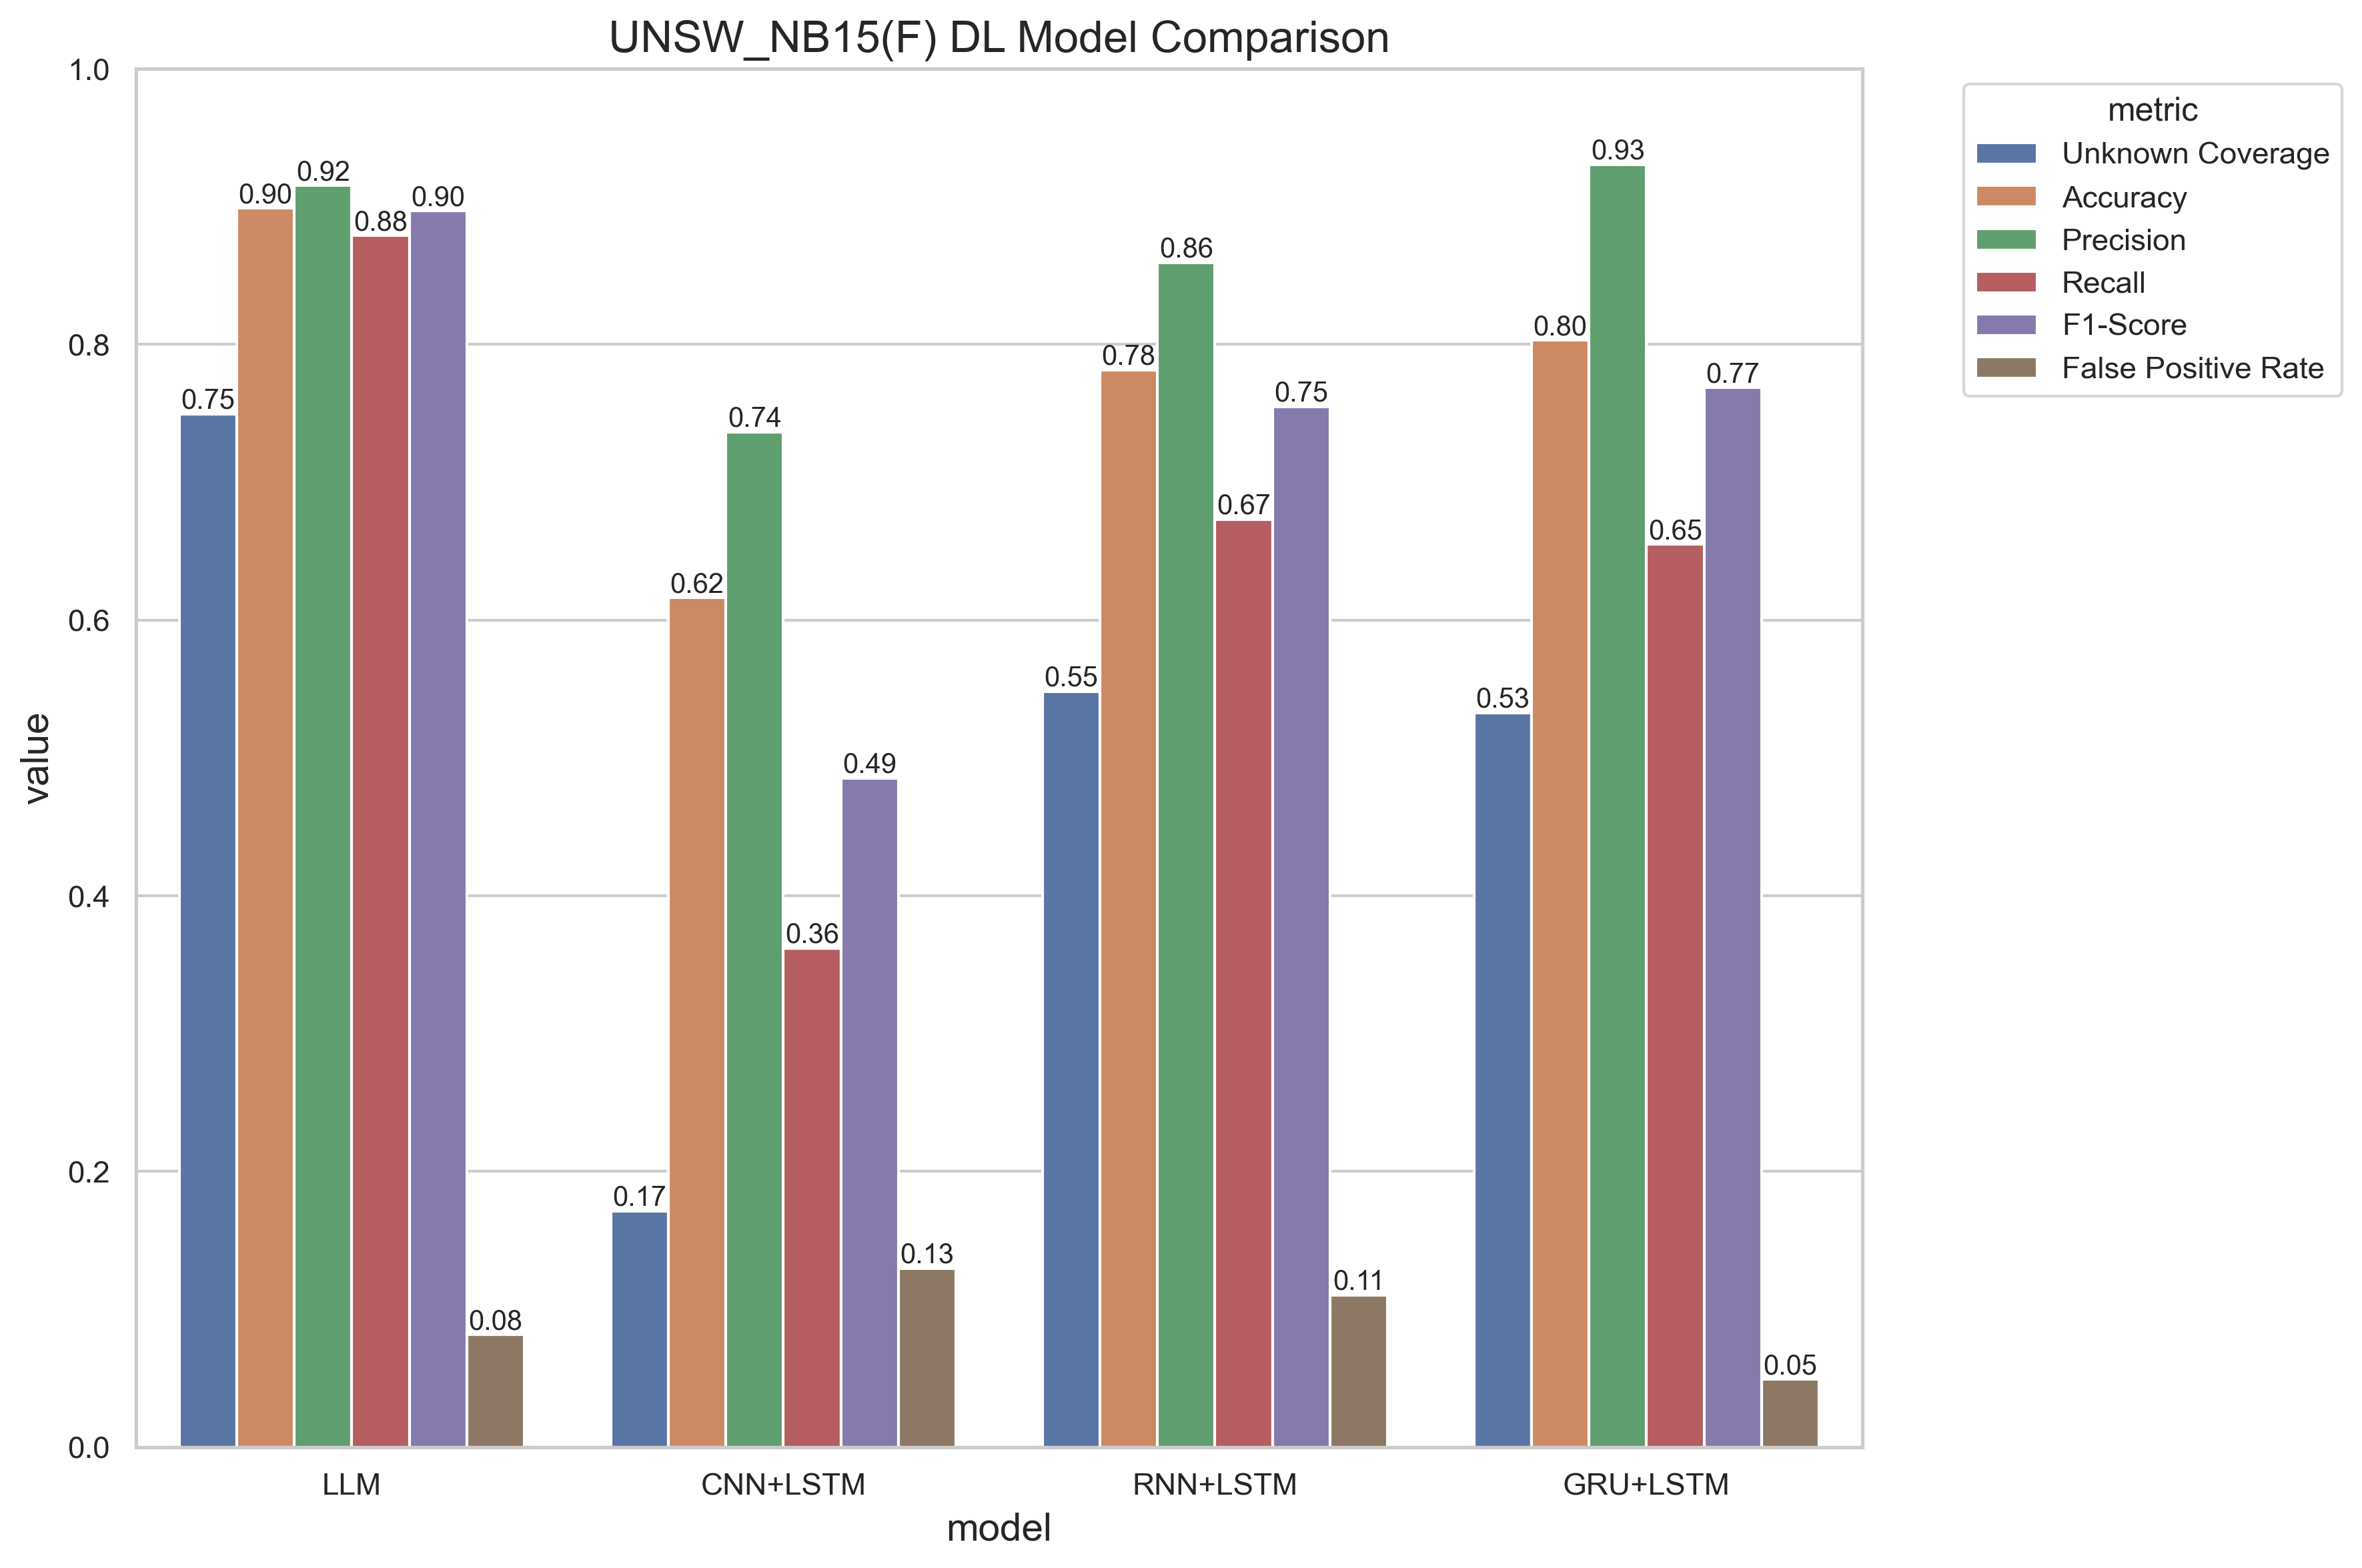 UNSW_NB15(F) DL Model Comparison
1.0
0.8
0.6
0.4
0.2
0.0
value
0.75
0.90
0.92
0.88
0.90
0.08
0.17
0.62
0.74
0.36
0.49
0.13
0.55
0.78
0.86
0.67
0.75
0.11
0.53
0.80
0.93
0.65
0.77
0.05
LLM
CNN+LSTM
RNN+LSTM
GRU+LSTM
model
metric
Unknown Coverage
Accuracy
Precision
Recall
F1-Score
False Positive Rate